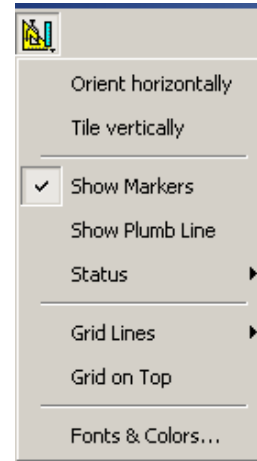 Orient horizontally
Tile vertically
Show Markers
Show Plumb Line
Status
Grid Lines
Grid on Top
Fonts & Colors...